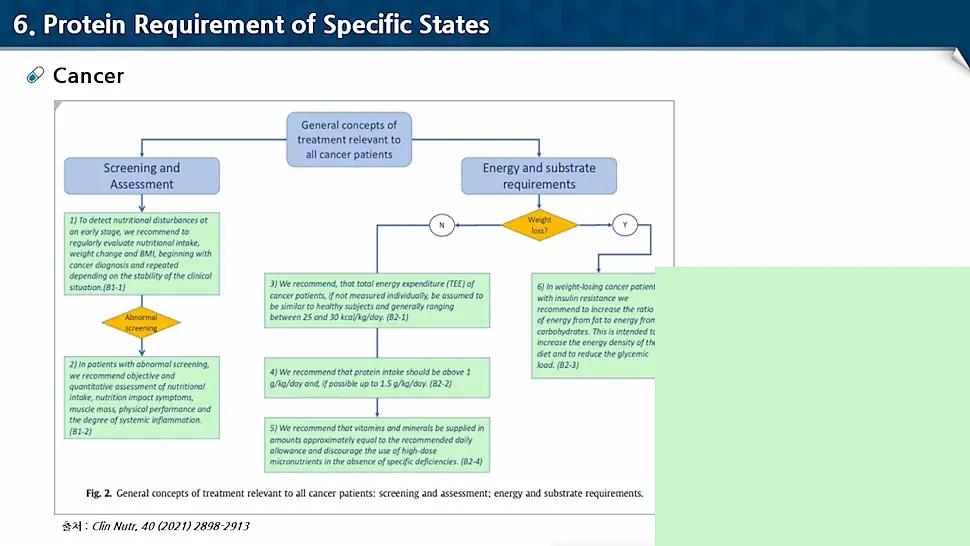 6. Protein Requirement of Specific States
Cancer
General concepts of
treatment relevant to
all cancer patients
Screening and
Assessment
Energy and substrate
requirements
1) To detect nutritional disturbances at
an early stage, we recommend to
regularly evaluate nutritional intake,
weight change and BMI, beginning with
cancer diagnosis and repeated
depending on the stability of the clinical
situation.(B1-1)
Abnormal
screening
2) In patients with abnormal screening,
we recommend objective and
quantitative assessment of nutritional
intake, nutrition impact symptoms,
muscle mass, physical performance and
the degree of systemic inflammation.
(B1-2)
Weight
loss?
N
Y
3) We recommend, that total energy expenditure (TEE) of
cancer patients, if not measured individually, be assumed to
be similar to healthy subjects and generally ranging
between 25 and 30 kcal/kg/day. (B2-1)
4) We recommend that protein intake should be above 1
g/kg/day and, if possible up to 1.5 g/kg/day. (B2-2)
5) We recommend that vitamins and minerals be supplied in
amounts approximately equal to the recommended daily
allowance and discourage the use of high-dose
micronutrients in the absence of specific deficiencies. (B2-4)
6) In weight-losing cancer patient
with insulin resistance we
recommend to increase the ratio
of energy from fat to energy from
carbohydrates. This is intended to
increase the energy density of the
diet and to reduce the glycemic
load. (B2-3)
Fig. 2. General concepts of treatment relevant to all cancer patients: screening and assessment; energy and substrate requirements.
출처 : Clin Nutr, 40 (2021) 2898-2913